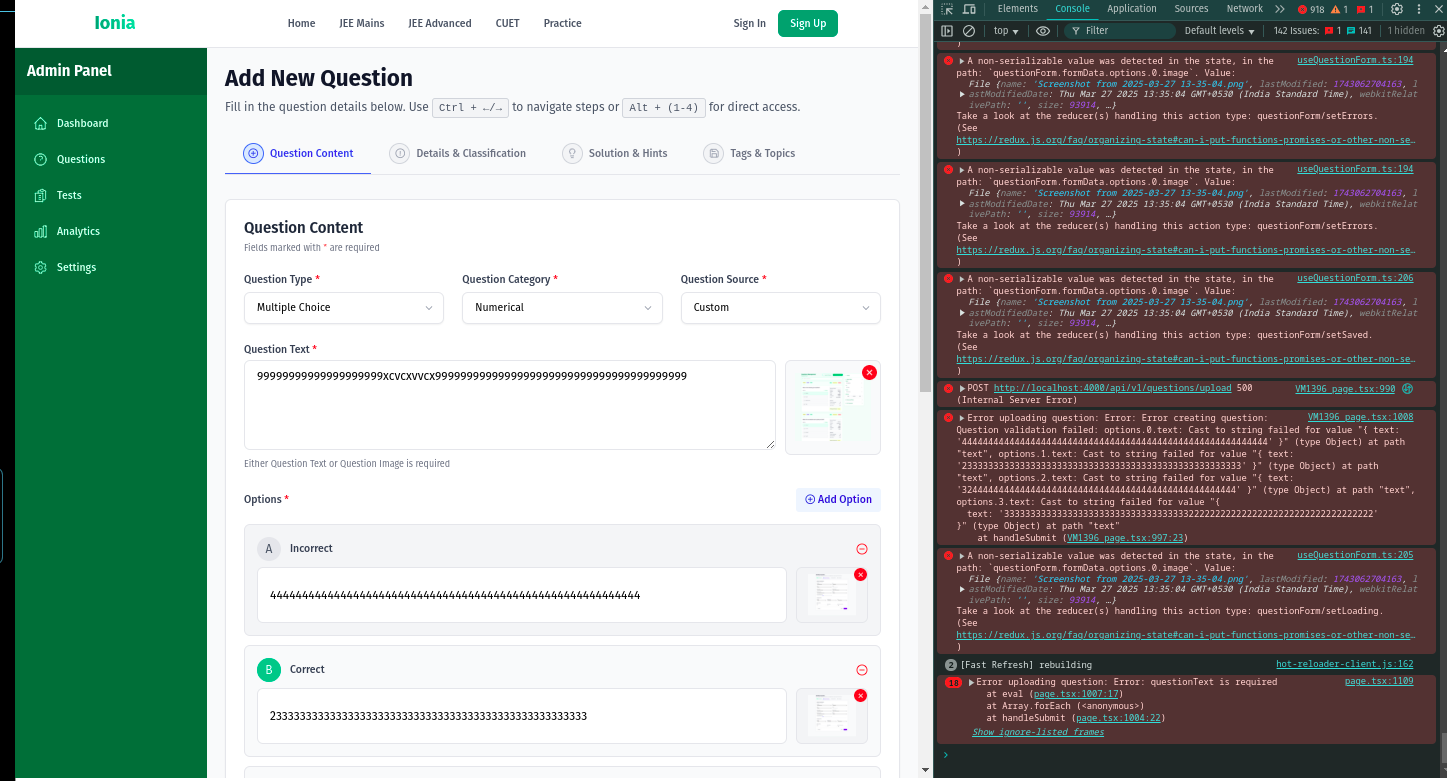 Ionia
Home JEE Mains JEE Advanced CUET Practice
Sign In Sign Up
Admin Panel
Dashboard
Questions
Tests
Analytics
Settings
Add New Question
Fill in the question details below. Use Ctrl + ←/→ to navigate steps or Alt + (1-4) for direct access.
Question Content Details & Classification Solution & Hints Tags & Topics
Question Content
Fields marked with * are required
Question Type * Question Category * Question Source *
Multiple Choice Numerical Custom
Question Text *
Either Question Text or Question Image is required
Options *
Add Option
A Incorrect
B Correct
Elements Console Application Sources Network 918 1 1
top Filter Default levels 142 Issues: 1 141 1 hidden
)
A non-serializable value was detected in the state, in the useQuestionForm.ts:194
path: `questionForm.formData.options.0.image`. Value:
File {name: 'Screenshot from 2025-03-27 13-35-04.png', lastModified: 1743062704163, l
astModifiedDate: Thu Mar 27 2025 13:35:04 GMT+0530 (India Standard Time), webkitRelat
ivePath: '', size: 93914, …}
Take a look at the reducer(s) handling this action type: questionForm/setErrors.
(See
https://redux.js.org/faq/organizing-state#can-i-put-functions-promises-or-other-non-se…
)
A non-serializable value was detected in the state, in the useQuestionForm.ts:194
path: `questionForm.formData.options.0.image`. Value:
File {name: 'Screenshot from 2025-03-27 13-35-04.png', lastModified: 1743062704163, l
astModifiedDate: Thu Mar 27 2025 13:35:04 GMT+0530 (India Standard Time), webkitRelat
ivePath: '', size: 93914, …}
Take a look at the reducer(s) handling this action type: questionForm/setErrors.
(See
https://redux.js.org/faq/organizing-state#can-i-put-functions-promises-or-other-non-se…
)
A non-serializable value was detected in the state, in the useQuestionForm.ts:206
path: `questionForm.formData.options.0.image`. Value:
File {name: 'Screenshot from 2025-03-27 13-35-04.png', lastModified: 1743062704163, l
astModifiedDate: Thu Mar 27 2025 13:35:04 GMT+0530 (India Standard Time), webkitRelat
ivePath: '', size: 93914, …}
Take a look at the reducer(s) handling this action type: questionForm/setSaved.
(See
https://redux.js.org/faq/organizing-state#can-i-put-functions-promises-or-other-non-se…
)
POST http://localhost:4000/api/v1/questions/upload 500 VM1396 page.tsx:990
(Internal Server Error)
Error uploading question: Error: Error creating question: VM1396 page.tsx:1008
Question validation failed: options.0.text: Cast to string failed for value "{ text:
" (type Object) at path
"text", options.1.text: Cast to string failed for value "{ text:
" (type Object) at path
"text", options.2.text: Cast to string failed for value "{ text:
" (type Object) at path "text",
options.3.text: Cast to string failed for value "{
text:
}" (type Object) at path "text"
at handleSubmit (VM1396 page.tsx:997:23)
A non-serializable value was detected in the state, in the useQuestionForm.ts:205
path: `questionForm.formData.options.0.image`. Value:
File {name: 'Screenshot from 2025-03-27 13-35-04.png', lastModified: 1743062704163, l
astModifiedDate: Thu Mar 27 2025 13:35:04 GMT+0530 (India Standard Time), webkitRelat
ivePath: '', size: 93914, …}
Take a look at the reducer(s) handling this action type: questionForm/setLoading.
(See
https://redux.js.org/faq/organizing-state#can-i-put-functions-promises-or-other-non-se…
)
2 [Fast Refresh] rebuilding hot-reloader-client.js:162
18 Error uploading question: Error: questionText is required page.tsx:1109
at eval (page.tsx:1007:17)
at Array.forEach (<anonymous>)
at handleSubmit (page.tsx:1004:22)
Show ignore-listed frames